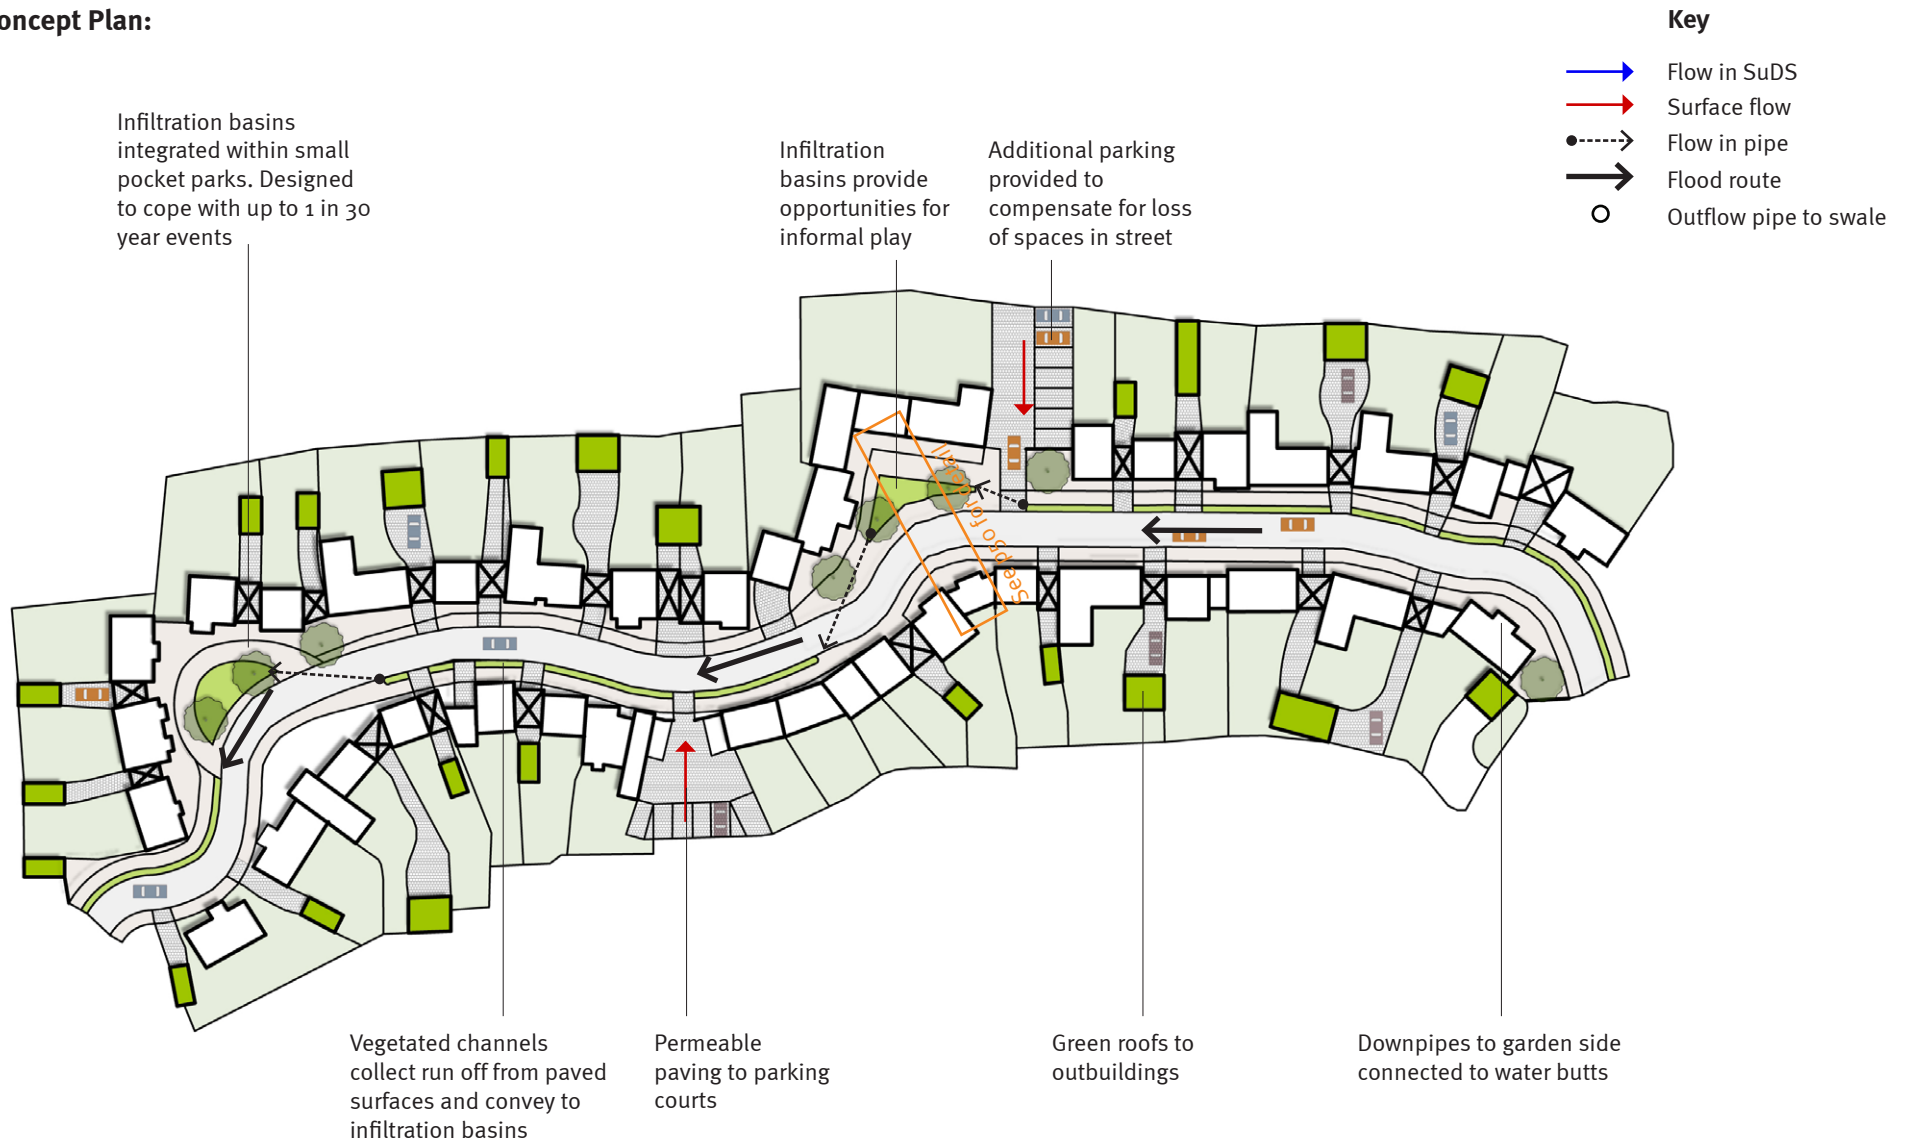 oncept Plan:
Key
Flow in SuDS
Surface flow
Flow in pipe
Flood route
Outflow pipe to swale
Infiltration basins
integrated within small
pocket parks. Designed
to cope with up to 1 in 30
year events
Infiltration
basins provide
opportunities for
informal play
Additional parking
provided to
compensate for loss
of spaces in street
See p50 for detail
Vegetated channels
collect run off from paved
surfaces and convey to
infiltration basins
Permeable
paving to parking
courts
Green roofs to
outbuildings
Downpipes to garden side
connected to water butts